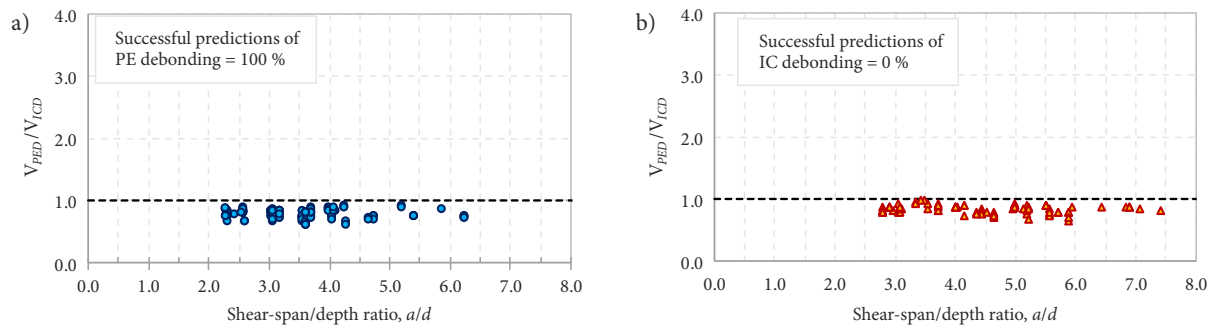 a)
Successful predictions of
PE debonding = 100 %
V_PED/V_ICD
4.0
3.0
2.0
1.0
0.0
0.0 1.0 2.0 3.0 4.0 5.0 6.0 7.0 8.0
Shear-span/depth ratio, a/d
b)
Successful predictions of
IC debonding = 0 %
V_PED/V_ICD
4.0
3.0
2.0
1.0
0.0
0.0 1.0 2.0 3.0 4.0 5.0 6.0 7.0 8.0
Shear-span/depth ratio, a/d